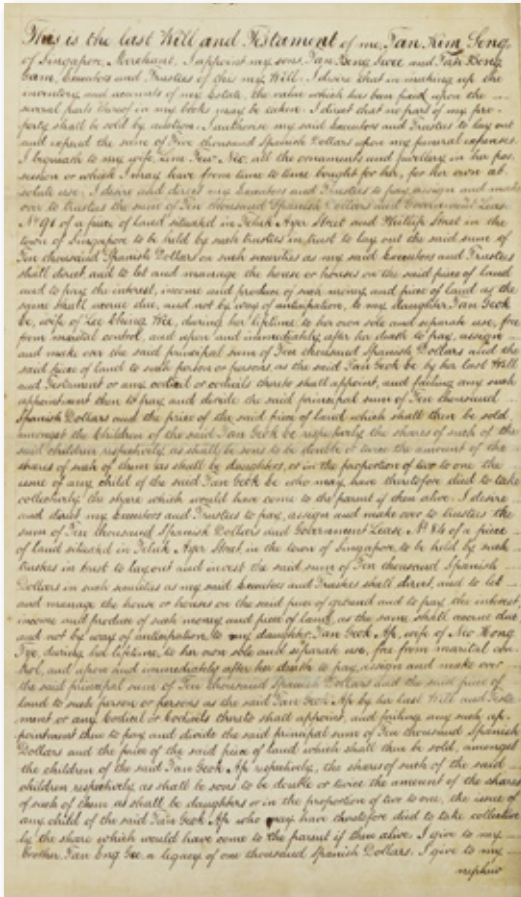 This is the last Will and Testament of me, Tan Kim Seng,
of Singapore, Merchant. I appoint my sons Tan Beng Swee and Tan Beng
Gum, Executors and Trustees of this my Will. I desire that in making up the
inventory and accounts of my Estate, the value which has been paid upon the
several parts thereof in my books may be taken. I direct that no part of my pro-
perty shall be sold by auction. I authorise my said Executors and Trustees to lay out
and expend the sum of Five thousand Spanish Dollars upon my funeral expenses.
I bequeath to my wife, Lim Neo, all the ornaments and jewellery in her pos-
session or which I may have from time to time bought for her, for her own ab-
solute use. I desire and direct my Executors and Trustees to pay, assign and make
over to trustees the sum of Ten thousand Spanish Dollars and Government Lease
No. 91 of a piece of land situated in Teluk Ayer Street and Phillip Street in the
town of Singapore to be held by such trustees in trust to lay out the said sum of
Ten thousand Spanish Dollars on such securities as my said Executors and Trustees
shall direct and to let and manage the house or houses on the said piece of land
and to pay the interest, income and produce of such money and piece of land as the
same shall accrue due, and not by way of anticipation, to my daughter Tan Geok
be, wife of Lee Cheng Wee, during her lifetime to her own sole and separate use, free
from marital control, and upon and immediately after her death to pay, assign
and make over the said principal sum of Ten thousand Spanish Dollars and the
said piece of land to such person or persons as the said Tan Geok be by her last Will
and Testament or any codicil or codicils thereto shall appoint, and failing any such
appointment then to pay and divide the said principal sum of Ten thousand
Spanish Dollars and the price of the said piece of land which shall then be sold
amongst the Children of the said Tan Geok be respectively the shares of such of the
said children respectively, as shall be sons to be double or twice the amount of the
shares of such of them as shall be daughters, or in the proportion of two to one the
issue of any child of the said Tan Geok be who may have theretofore died to take
collectively the share which would have come to the parent if then alive. I desire
and direct my Executors and Trustees to pay, assign and make over to trustees the
sum of Ten thousand Spanish Dollars and Government Lease No. 84 of a piece
of land situated in Teluk Ayer Street, in the town of Singapore, to be held by such
trustees in trust to lay out and invest the said sum of Ten thousand Spanish
Dollars in such securities as my said Executors and Trustees shall direct, and to let
and manage the house or houses on the said piece of ground and to pay the interest,
income and produce of such money and piece of land, as the same shall accrue due
and not by way of anticipation, to my daughter, Tan Geok Ap, wife of Neo Hong
during her lifetime, to her own sole and separate use, free from marital con-
trol, and upon and immediately after her death to pay, assign and make over
the said principal sum of Ten thousand Spanish Dollars and the said piece of
land to such person or persons as the said Tan Geok Ap by her last Will and Testa-
ment or any Codicil or Codicils thereto shall appoint, and failing any such ap-
pointment then to pay and divide the said principal sum of Ten thousand Spanish
Dollars and the price of the said piece of land which shall then be sold, amongst
the children of the said Tan Geok Ap respectively, the shares of such of the said
children respectively, as shall be sons to be double or twice the amount of the shares
of such of them as shall be daughters or in the proportion of two to one, the issue of
any child of the said Tan Geok Ap who may have theretofore died to take collective-
ly the share which would have come to the parent if then alive. I give to my
brother Tan Eng Gee a legacy of one thousand Spanish Dollars. I give to my
nephew